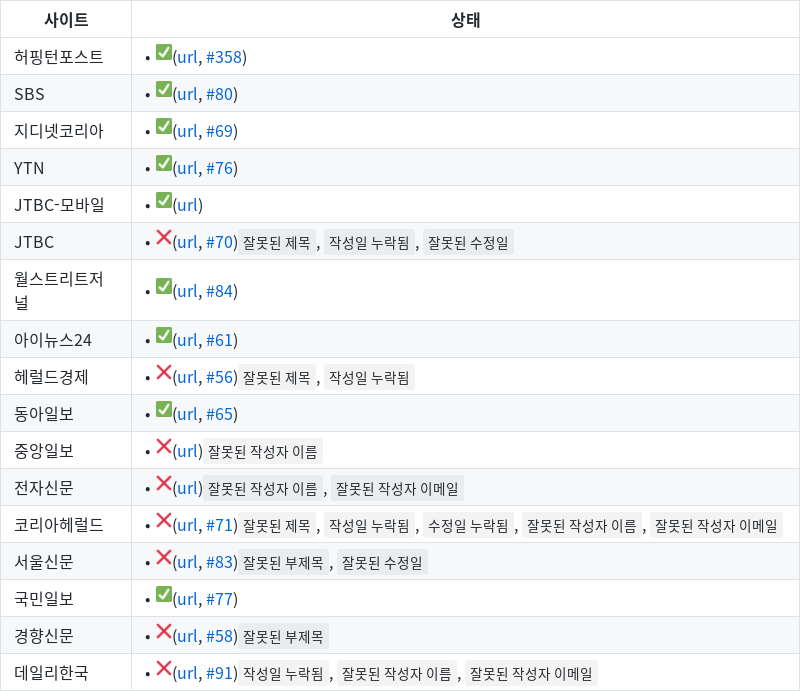 사이트 상태
허핑턴포스트 • ✅(url, #358)
SBS • ✅(url, #80)
지디넷코리아 • ✅(url, #69)
YTN • ✅(url, #76)
JTBC-모바일 • ✅(url)
JTBC • ❌(url, #70) 잘못된 제목 , 작성일 누락됨 , 잘못된 수정일
월스트리트저
널 • ✅(url, #84)
아이뉴스24 • ✅(url, #61)
헤럴드경제 • ❌(url, #56) 잘못된 제목 , 작성일 누락됨
동아일보 • ✅(url, #65)
중앙일보 • ❌(url) 잘못된 작성자 이름
전자신문 • ❌(url) 잘못된 작성자 이름 , 잘못된 작성자 이메일
코리아헤럴드 • ❌(url, #71) 잘못된 제목 , 작성일 누락됨 , 수정일 누락됨 , 잘못된 작성자 이름 , 잘못된 작성자 이메일
서울신문 • ❌(url, #83) 잘못된 부제목 , 잘못된 수정일
국민일보 • ✅(url, #77)
경향신문 • ❌(url, #58) 잘못된 부제목
데일리한국 • ❌(url, #91) 작성일 누락됨 , 잘못된 작성자 이름 , 잘못된 작성자 이메일